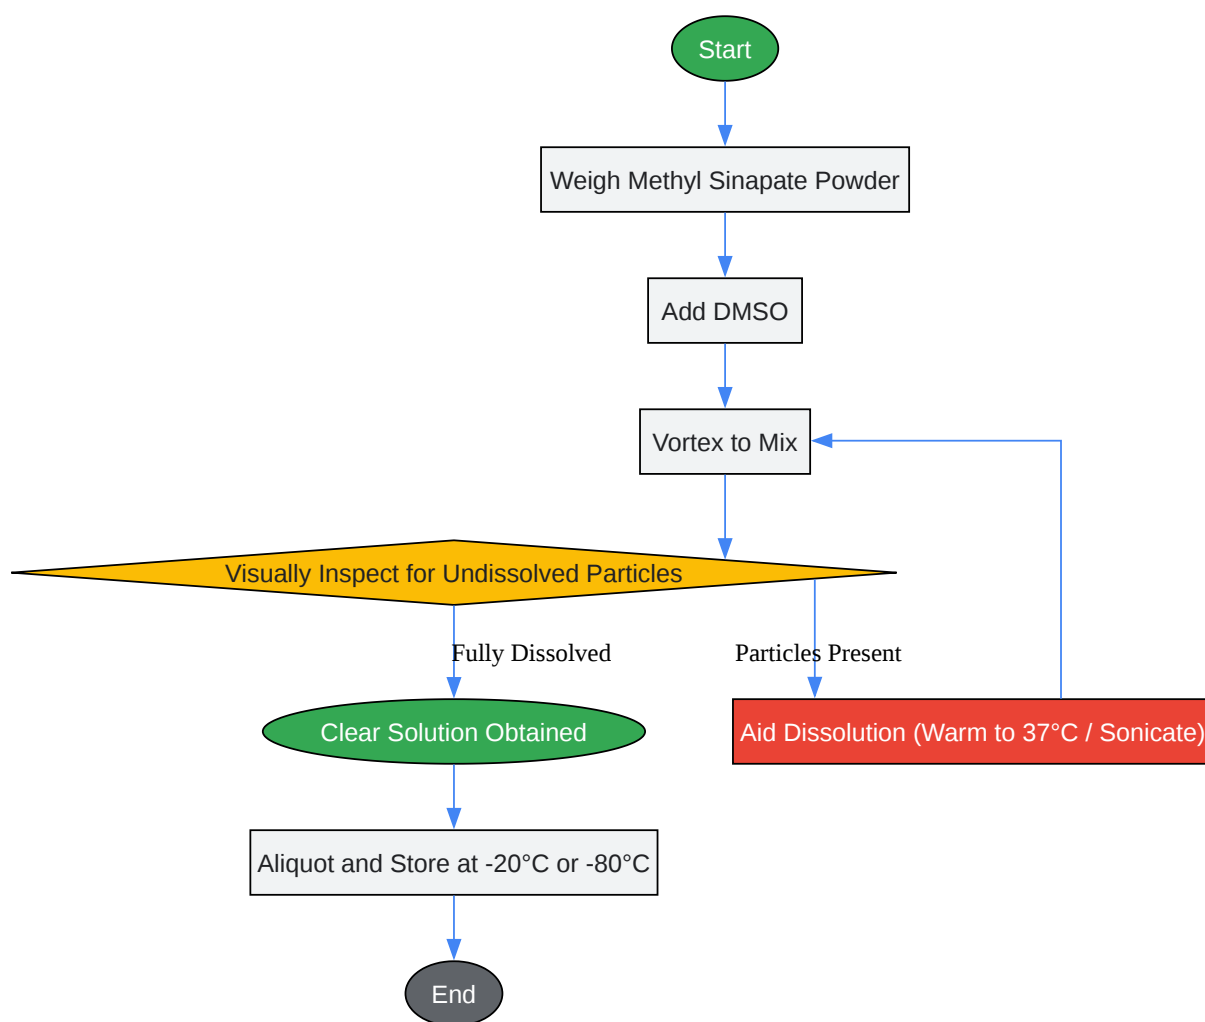 Start
Weigh Methyl Sinapate Powder
Add DMSO
Vortex to Mix
Visually Inspect for Undissolved Particles
Fully Dissolved
Particles Present
Clear Solution Obtained
Aid Dissolution (Warm to 37°C / Sonicate)
Aliquot and Store at -20°C or -80°C
End